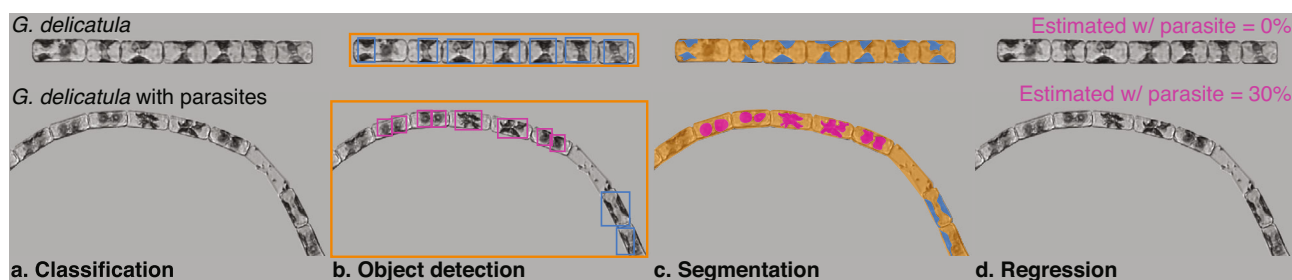 G. delicatula
Estimated w/ parasite = 0%
G. delicatula with parasites
Estimated w/ parasite = 30%
a. Classification
b. Object detection
c. Segmentation
d. Regression